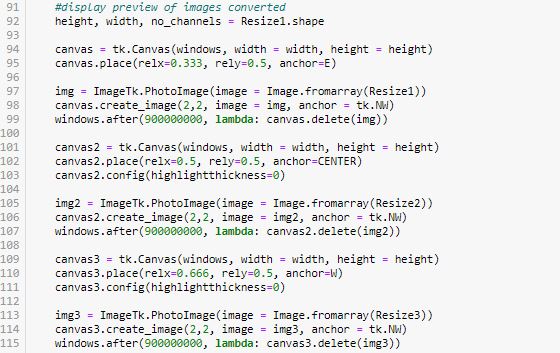 91 #display preview of images converted
92 height, width, no_channels = Resize1.shape
93
94 canvas = tk.Canvas(windows, width = width, height = height)
95 canvas.place(relx=0.333, rely=0.5, anchor=E)
96
97 img = ImageTk.PhotoImage(image = Image.fromarray(Resize1))
98 canvas.create_image(2,2, image = img, anchor = tk.NW)
99 windows.after(900000000, lambda: canvas.delete(img))
100
101 canvas2 = tk.Canvas(windows, width = width, height = height)
102 canvas2.place(relx=0.5, rely=0.5, anchor=CENTER)
103 canvas2.config(highlightthickness=0)
104
105 img2 = ImageTk.PhotoImage(image = Image.fromarray(Resize2))
106 canvas2.create_image(2,2, image = img2, anchor = tk.NW)
107 windows.after(900000000, lambda: canvas2.delete(img2))
108
109 canvas3 = tk.Canvas(windows, width = width, height = height)
110 canvas3.place(relx=0.666, rely=0.5, anchor=W)
111 canvas3.config(highlightthickness=0)
112
113 img3 = ImageTk.PhotoImage(image = Image.fromarray(Resize3))
114 canvas3.create_image(2,2, image = img3, anchor = tk.NW)
115 windows.after(900000000, lambda: canvas3.delete(img3))